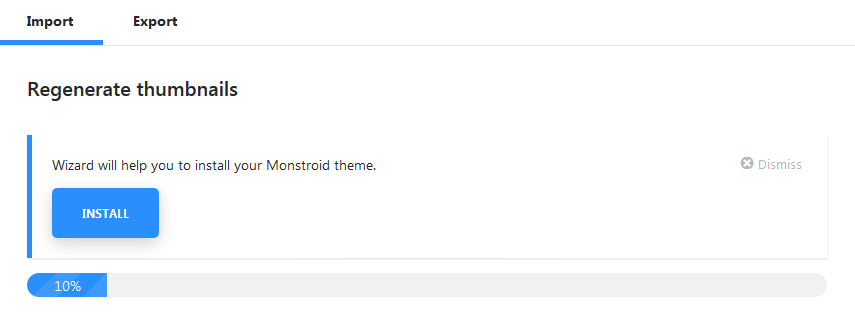 Import Export
Regenerate thumbnails
Wizard will help you to install your Monstroid theme.
Dismiss
INSTALL
10%